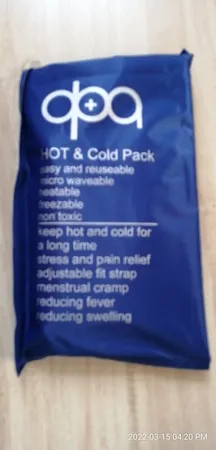 dpa
HOT & Cold Pack
easy and reuseable
micro waveable
heatable
freezable
non toxic
keep hot and cold for
a long time
stress and pain relief
adjustable fit strap
menstrual cramp
reducing fever
reducing swelling
2022-03-15 04:20 PM